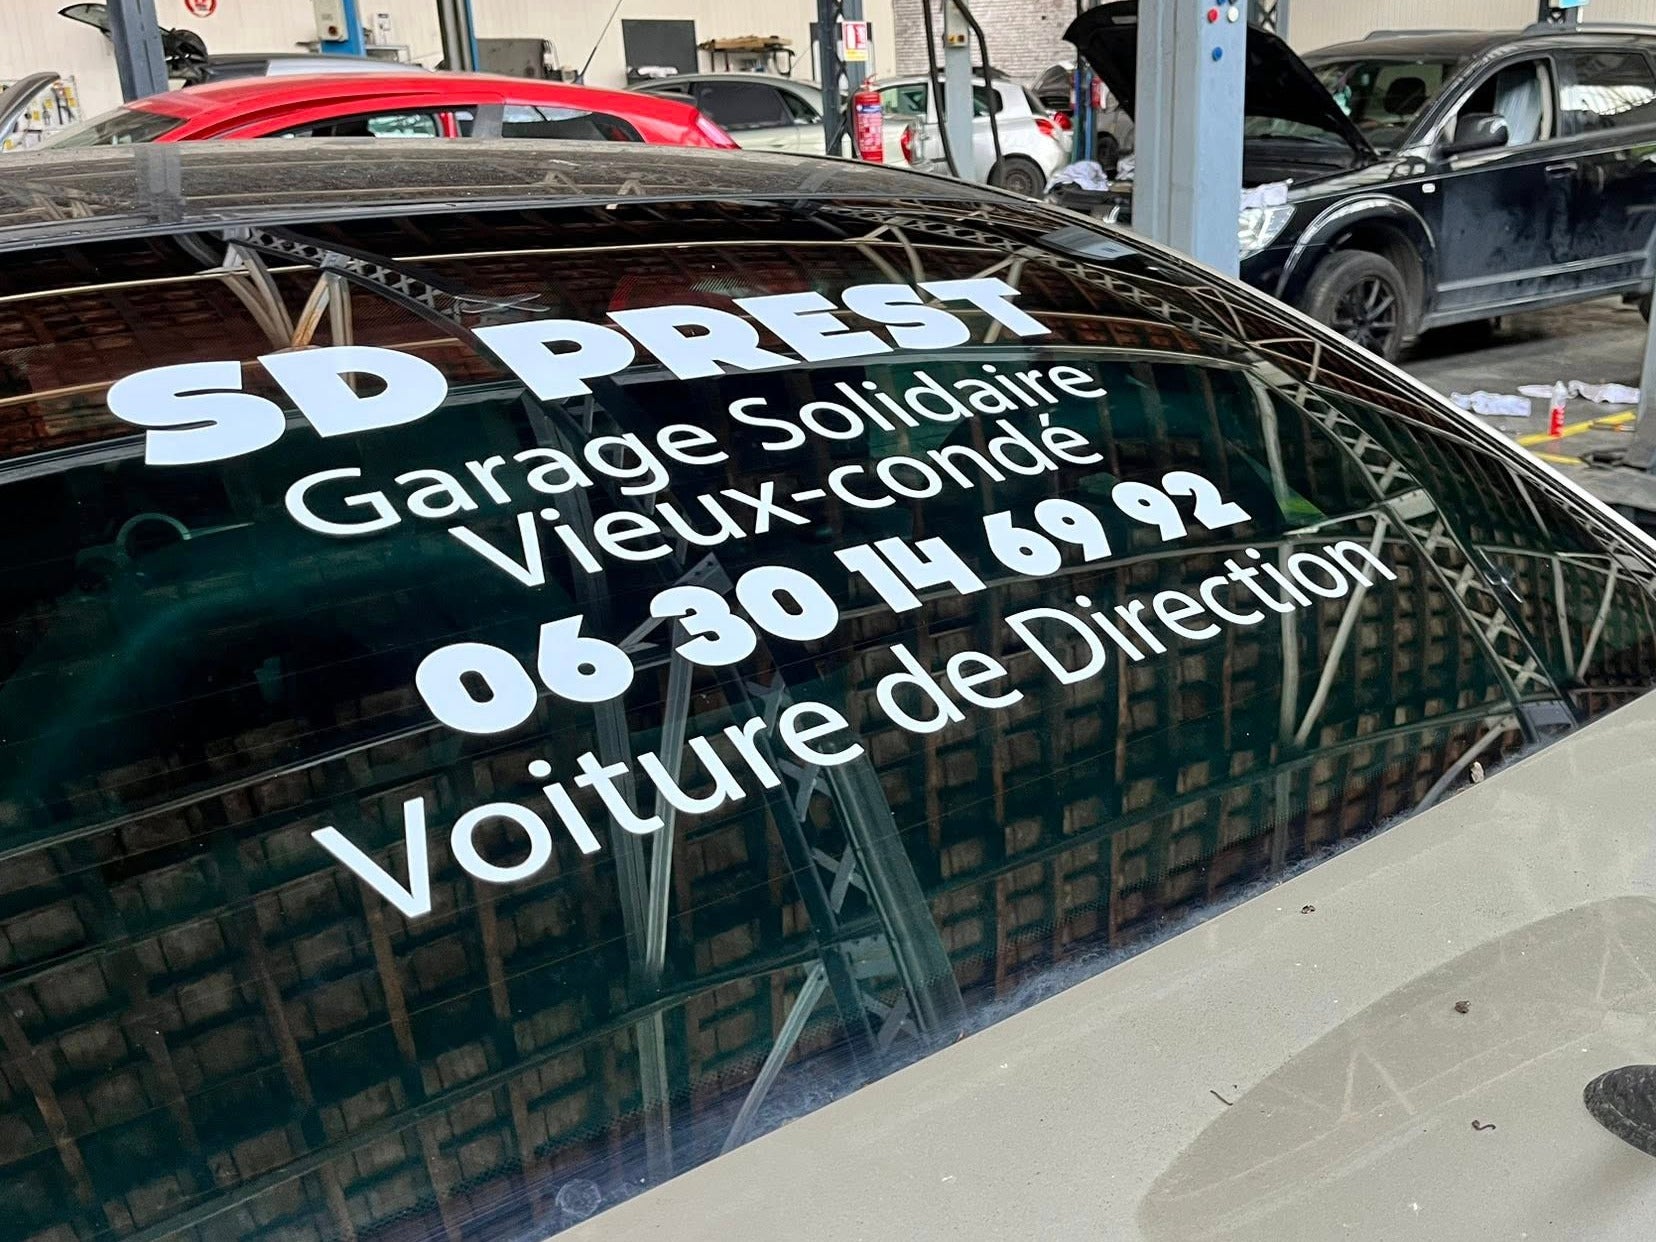 SD PREST
Garage Solidaire
Vieux-condé
06 30 14 69 92
Voiture de Direction